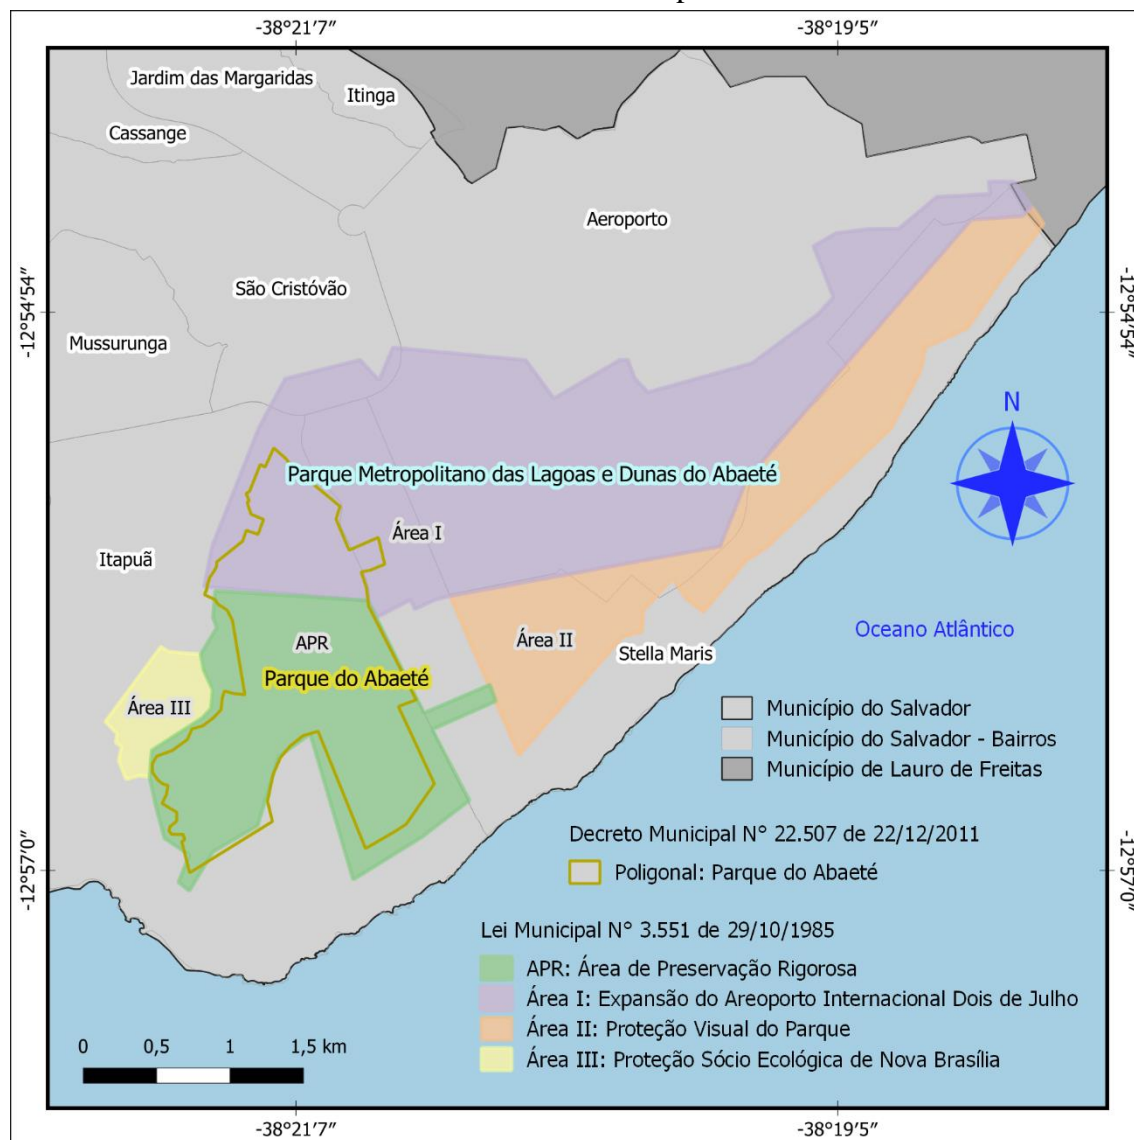 -38°21′7″
-38°19′5″
Jardim das Margaridas
Itinga
Cassange
Aeroporto
São Cristóvão
-12°54′54″
-12°54′54″
Mussurunga
N
Parque Metropolitano das Lagoas e Dunas do Abaeté
Área I
Itapuã
Oceano Atlântico
APR
Área II
Stella Maris
Parque do Abaeté
Área III
Município do Salvador
Município do Salvador - Bairros
Município de Lauro de Freitas
Decreto Municipal N° 22.507 de 22/12/2011
Poligonal: Parque do Abaeté
-12°57′0″
-12°57′0″
Lei Municipal N° 3.551 de 29/10/1985
APR: Área de Preservação Rigorosa
Área I: Expansão do Areoporto Internacional Dois de Julho
Área II: Proteção Visual do Parque
Área III: Proteção Sócio Ecológica de Nova Brasília
0 0,5 1 1,5 km
-38°21′7″
-38°19′5″